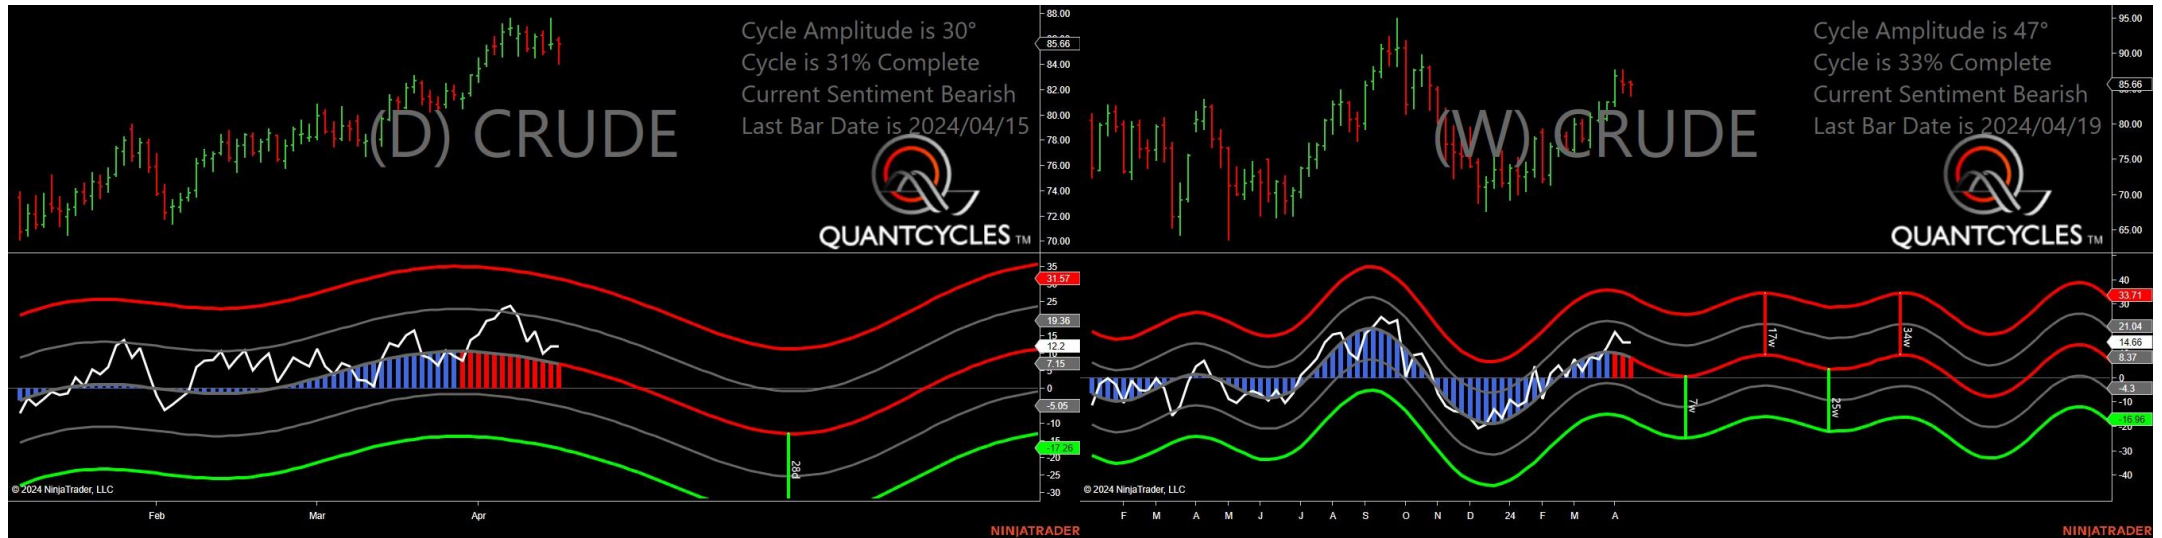 Cycle Amplitude is 30°
Cycle is 31% Complete
Current Sentiment Bearish
Last Bar Date is 2024/04/15
(D) CRUDE
QUANTCYCLES TM
88.00
85.66
84.00
82.00
80.00
78.00
76.00
74.00
72.00
70.00
35
31.57
25
19.36
15
12.2
7.15
0
-5.05
-10
-17.26
-20
-25
-30
28d
© 2024 NinjaTrader, LLC
Feb Mar Apr
NINJATRADER
Cycle Amplitude is 47°
Cycle is 33% Complete
Current Sentiment Bearish
Last Bar Date is 2024/04/19
(W) CRUDE
QUANTCYCLES TM
95.00
90.00
85.66
80.00
75.00
70.00
65.00
40
33.71
30
21.04
14.66
8.37
0
-4.3
-10
-16.96
-20
-30
-40
17w
34w
7w
25w
© 2024 NinjaTrader, LLC
F M A M J J A S O N D 24 F M A
NINJATRADER